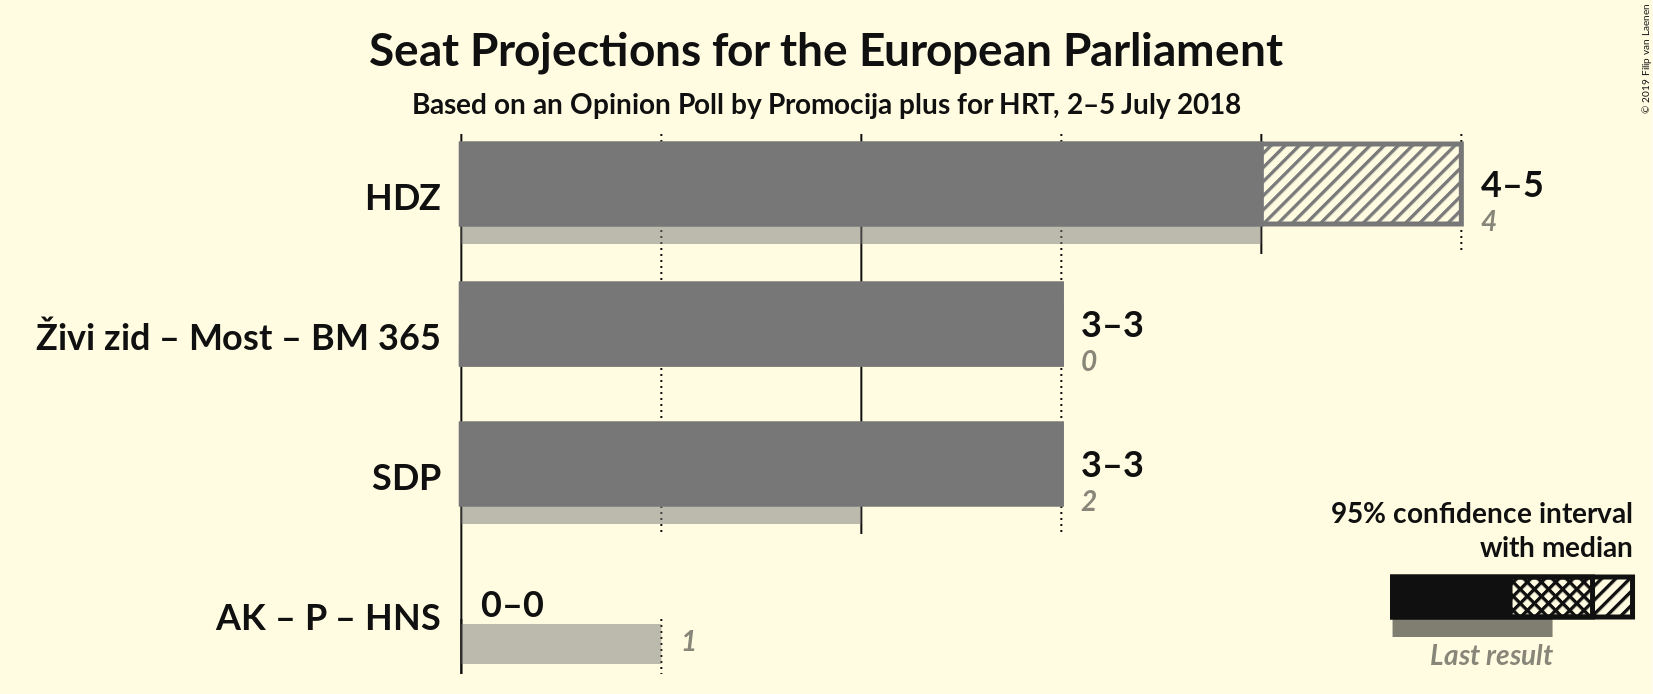 Seat Projections for the European Parliament
Based on an Opinion Poll by Promocija plus for HRT, 2–5 July 2018
© 2019 Filip van Laenen
HDZ
4–5
4
Živi zid – Most – BM 365
3–3
0
SDP
3–3
2
AK – P – HNS
0–0
1
95% confidence interval
with median
Last result